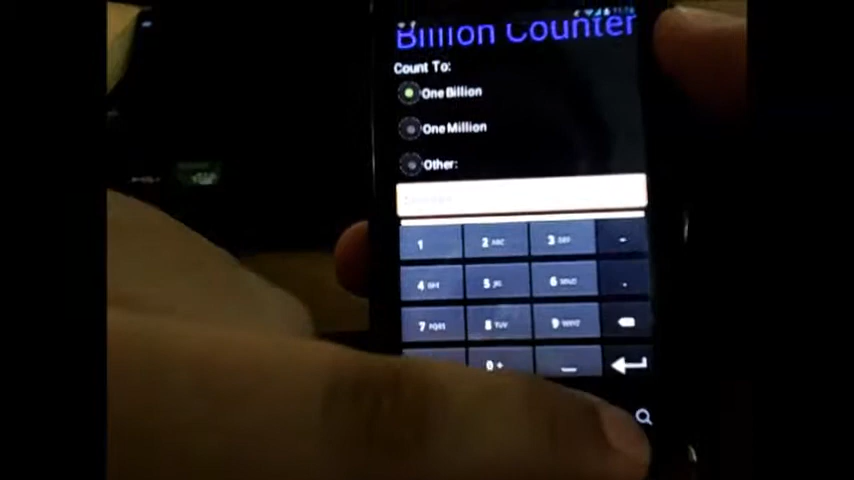 Billion Counter
Count To:
One Billion
One Million
Other:
1
2 ABC
3 DEF
-
4 GHI
5 JKL
6 MNO
.
7 PQRS
8 TUV
9 WXYZ
0 +